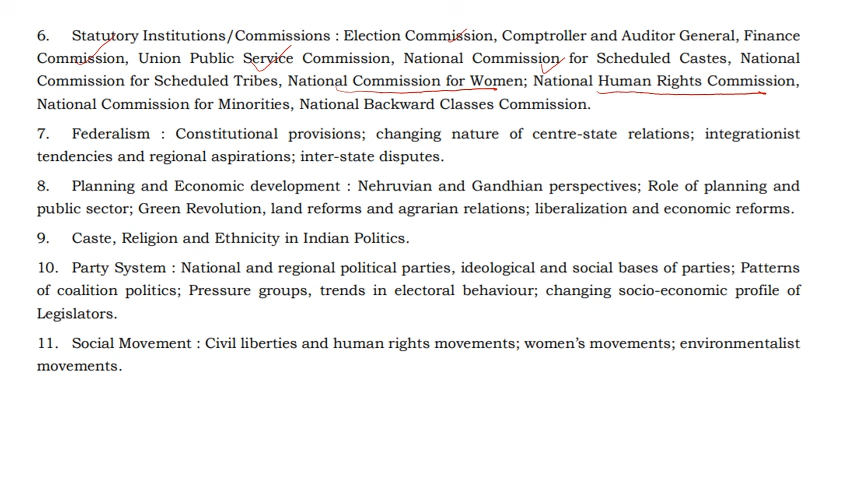 6. Statutory Institutions/Commissions : Election Commission, Comptroller and Auditor General, Finance
Commission, Union Public Service Commission, National Commission for Scheduled Castes, National
Commission for Scheduled Tribes, National Commission for Women; National Human Rights Commission,
National Commission for Minorities, National Backward Classes Commission.
7. Federalism : Constitutional provisions; changing nature of centre-state relations; integrationist
tendencies and regional aspirations; inter-state disputes.
8. Planning and Economic development : Nehruvian and Gandhian perspectives; Role of planning and
public sector; Green Revolution, land reforms and agrarian relations; liberalization and economic reforms.
9. Caste, Religion and Ethnicity in Indian Politics.
10. Party System : National and regional political parties, ideological and social bases of parties; Patterns
of coalition politics; Pressure groups, trends in electoral behaviour; changing socio-economic profile of
Legislators.
11. Social Movement : Civil liberties and human rights movements; women's movements; environmentalist
movements.